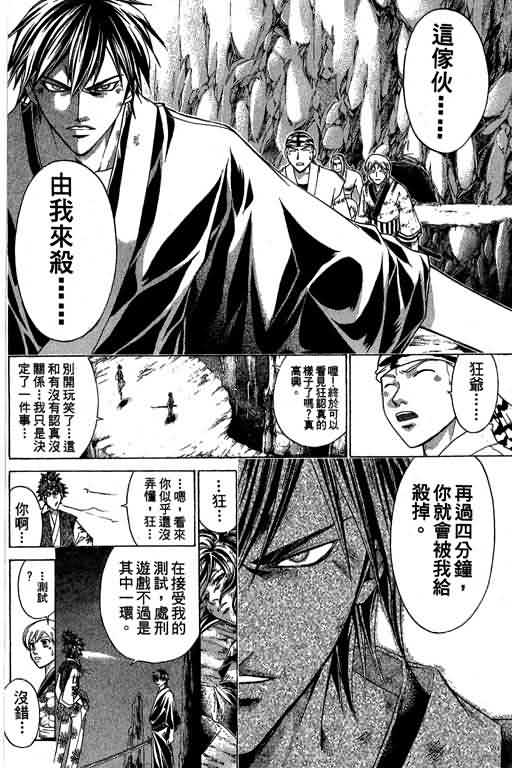 這傢伙……
由我來殺……
狂爺…
喔！終於可以
看見狂認真的
樣子了嗎？真
高興。
別開玩笑了…這
和有沒有認真沒
關係…我只是決
定了一件事…
再過四分鐘，
你就會被我給
殺掉。
…狂…
…嗯，看來
你似乎還沒
弄懂，狂…
你啊…
在接受我的
測試，處刑
遊戲不過是
其中一環。
…測試
？
沒錯…